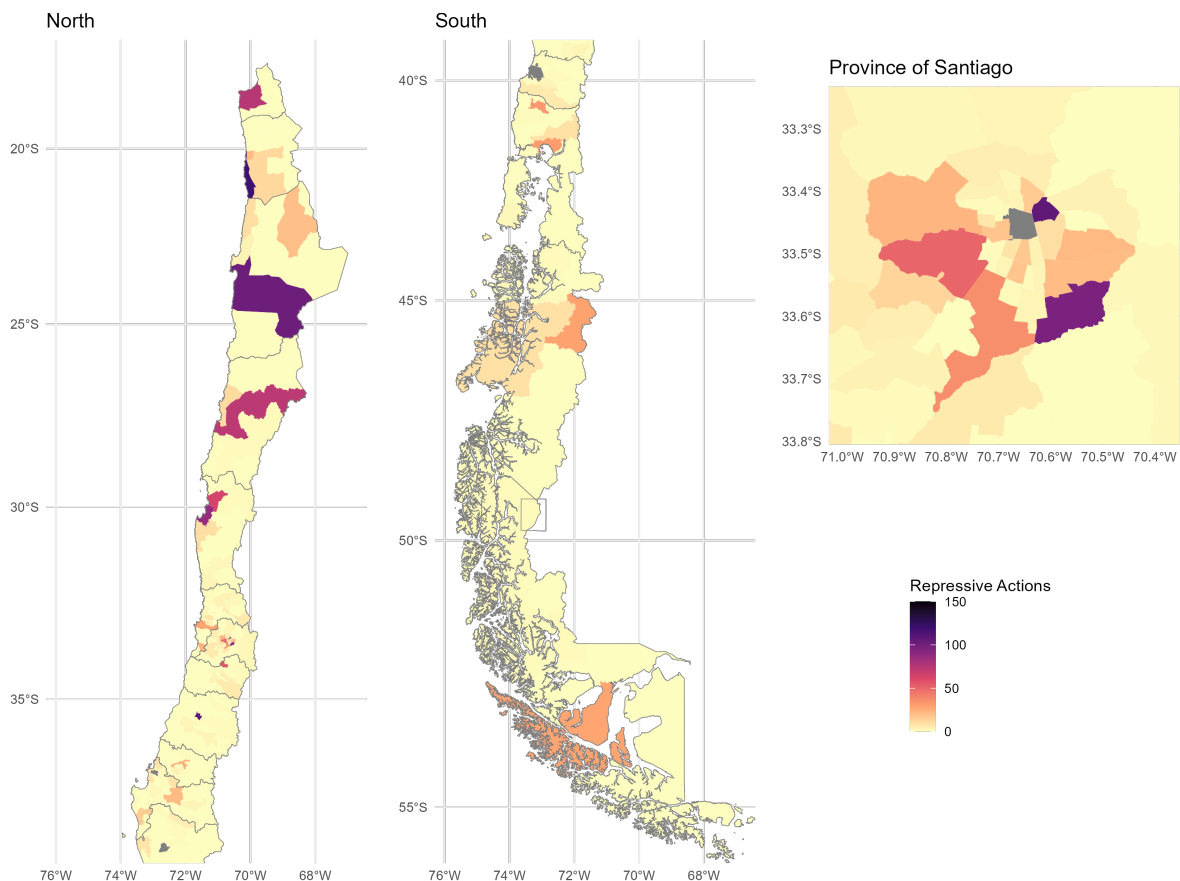 North
South
Province of Santiago
20°S
25°S
30°S
35°S
76°W 74°W 72°W 70°W 68°W
40°S
45°S
50°S
55°S
76°W 74°W 72°W 70°W 68°W
33.3°S
33.4°S
33.5°S
33.6°S
33.7°S
33.8°S
71.0°W 70.9°W 70.8°W 70.7°W 70.6°W 70.5°W 70.4°W
Repressive Actions
150
100
50
0